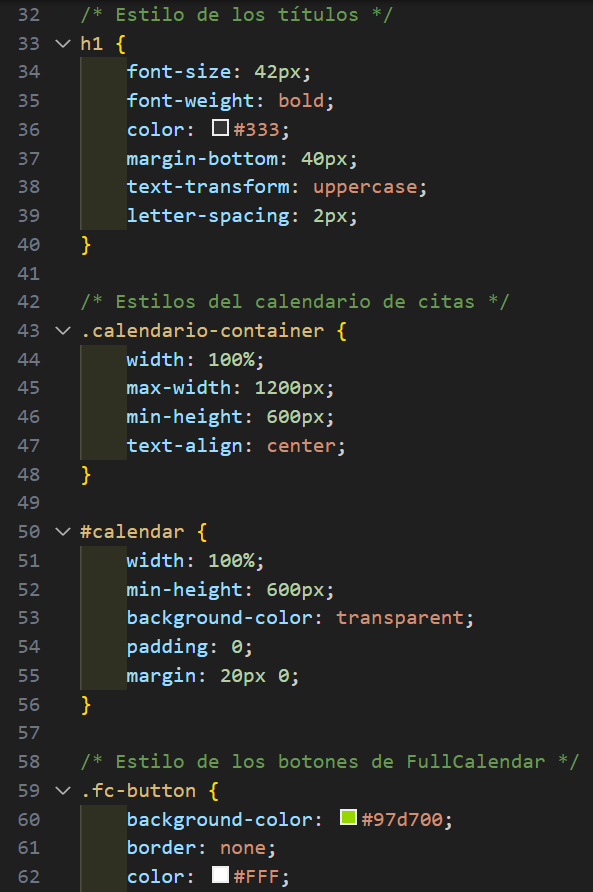 32 /* Estilo de los títulos */
33 h1 {
34 font-size: 42px;
35 font-weight: bold;
36 color: #333;
37 margin-bottom: 40px;
38 text-transform: uppercase;
39 letter-spacing: 2px;
40 }
41
42 /* Estilos del calendario de citas */
43 .calendario-container {
44 width: 100%;
45 max-width: 1200px;
46 min-height: 600px;
47 text-align: center;
48 }
49
50 #calendar {
51 width: 100%;
52 min-height: 600px;
53 background-color: transparent;
54 padding: 0;
55 margin: 20px 0;
56 }
57
58 /* Estilo de los botones de FullCalendar */
59 .fc-button {
60 background-color: #97d700;
61 border: none;
62 color: #FFF;